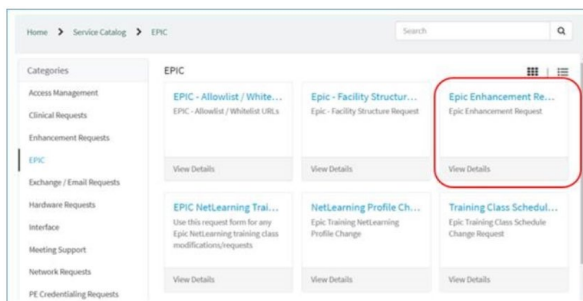 Home > Service Catalog > EPIC
Search
Categories
Access Management
Clinical Requests
Enhancement Requests
EPIC
Exchange / Email Requests
Hardware Requests
Interface
Meeting Support
Network Requests
PE Credentialing Requests
EPIC
EPIC - Allowlist / White...
EPIC - Allowlist / Whitelist URLs
View Details
Epic - Facility Structur...
Epic - Facility Structure Request
View Details
Epic Enhancement Re...
Epic Enhancement Request
View Details
EPIC NetLearning Trai...
Use this request form for any
Epic NetLearning training class
modifications/requests
View Details
NetLearning Profile Ch...
Epic Training NetLearning
Profile Change
View Details
Training Class Schedul...
Epic Training Class Schedule
Change Request
View Details